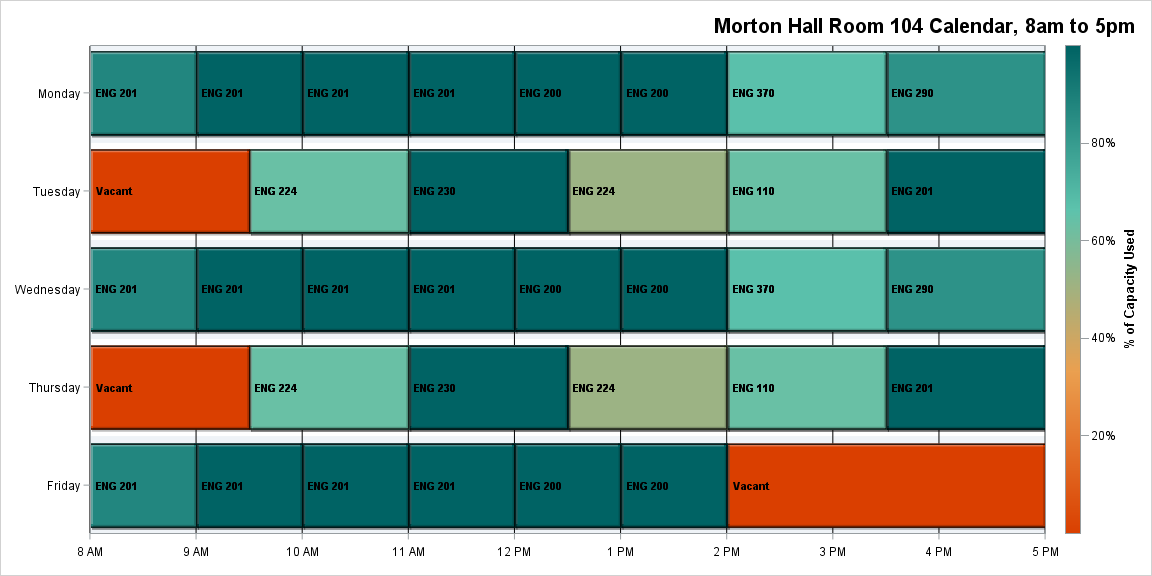 Morton Hall Room 104 Calendar, 8am to 5pm
Monday ENG 201 ENG 201 ENG 201 ENG 201 ENG 200 ENG 200 ENG 370 ENG 290
80%
Tuesday Vacant ENG 224 ENG 230 ENG 224 ENG 110 ENG 201
60%
% of Capacity Used
Wednesday ENG 201 ENG 201 ENG 201 ENG 201 ENG 200 ENG 200 ENG 370 ENG 290
40%
Thursday Vacant ENG 224 ENG 230 ENG 224 ENG 110 ENG 201
20%
Friday ENG 201 ENG 201 ENG 201 ENG 201 ENG 200 ENG 200 Vacant
8 AM 9 AM 10 AM 11 AM 12 PM 1 PM 2 PM 3 PM 4 PM 5 PM